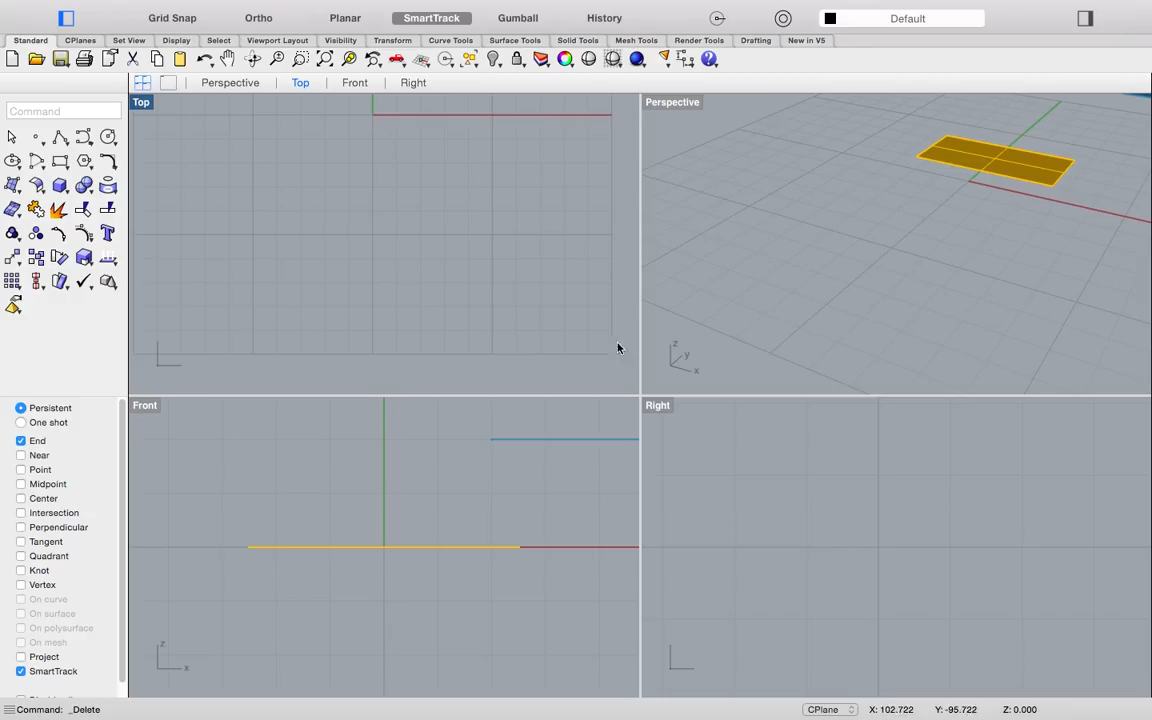 Grid Snap Ortho Planar SmartTrack Gumball History Default
Standard CPlanes Set View Display Select Viewport Layout Visibility Transform Curve Tools Surface Tools Solid Tools Mesh Tools Render Tools Drafting New in V5
Perspective Top Front Right
Command
Top
Perspective
z
y
x
Front
Right
z
x
Persistent
One shot
End
Near
Point
Midpoint
Center
Intersection
Perpendicular
Tangent
Quadrant
Knot
Vertex
On curve
On surface
On polysurface
On mesh
Project
SmartTrack
Command: _Delete
CPlane X: 102.722 Y: -95.722 Z: 0.000